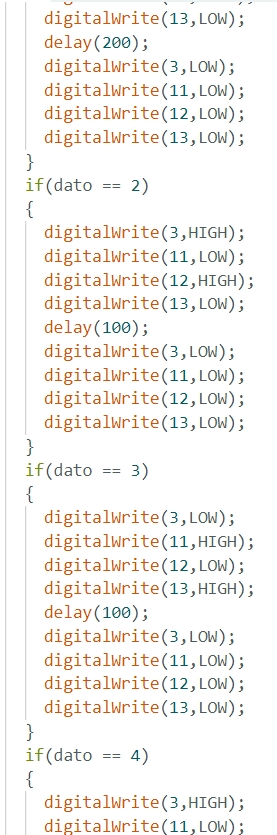 digitalWrite(13,LOW);
delay(200);
digitalWrite(3,LOW);
digitalWrite(11,LOW);
digitalWrite(12,LOW);
digitalWrite(13,LOW);
}
if(dato == 2)
{
digitalWrite(3,HIGH);
digitalWrite(11,LOW);
digitalWrite(12,HIGH);
digitalWrite(13,LOW);
delay(100);
digitalWrite(3,LOW);
digitalWrite(11,LOW);
digitalWrite(12,LOW);
digitalWrite(13,LOW);
}
if(dato == 3)
{
digitalWrite(3,LOW);
digitalWrite(11,HIGH);
digitalWrite(12,LOW);
digitalWrite(13,HIGH);
delay(100);
digitalWrite(3,LOW);
digitalWrite(11,LOW);
digitalWrite(12,LOW);
digitalWrite(13,LOW);
}
if(dato == 4)
{
digitalWrite(3,HIGH);
digitalWrite(11,LOW);